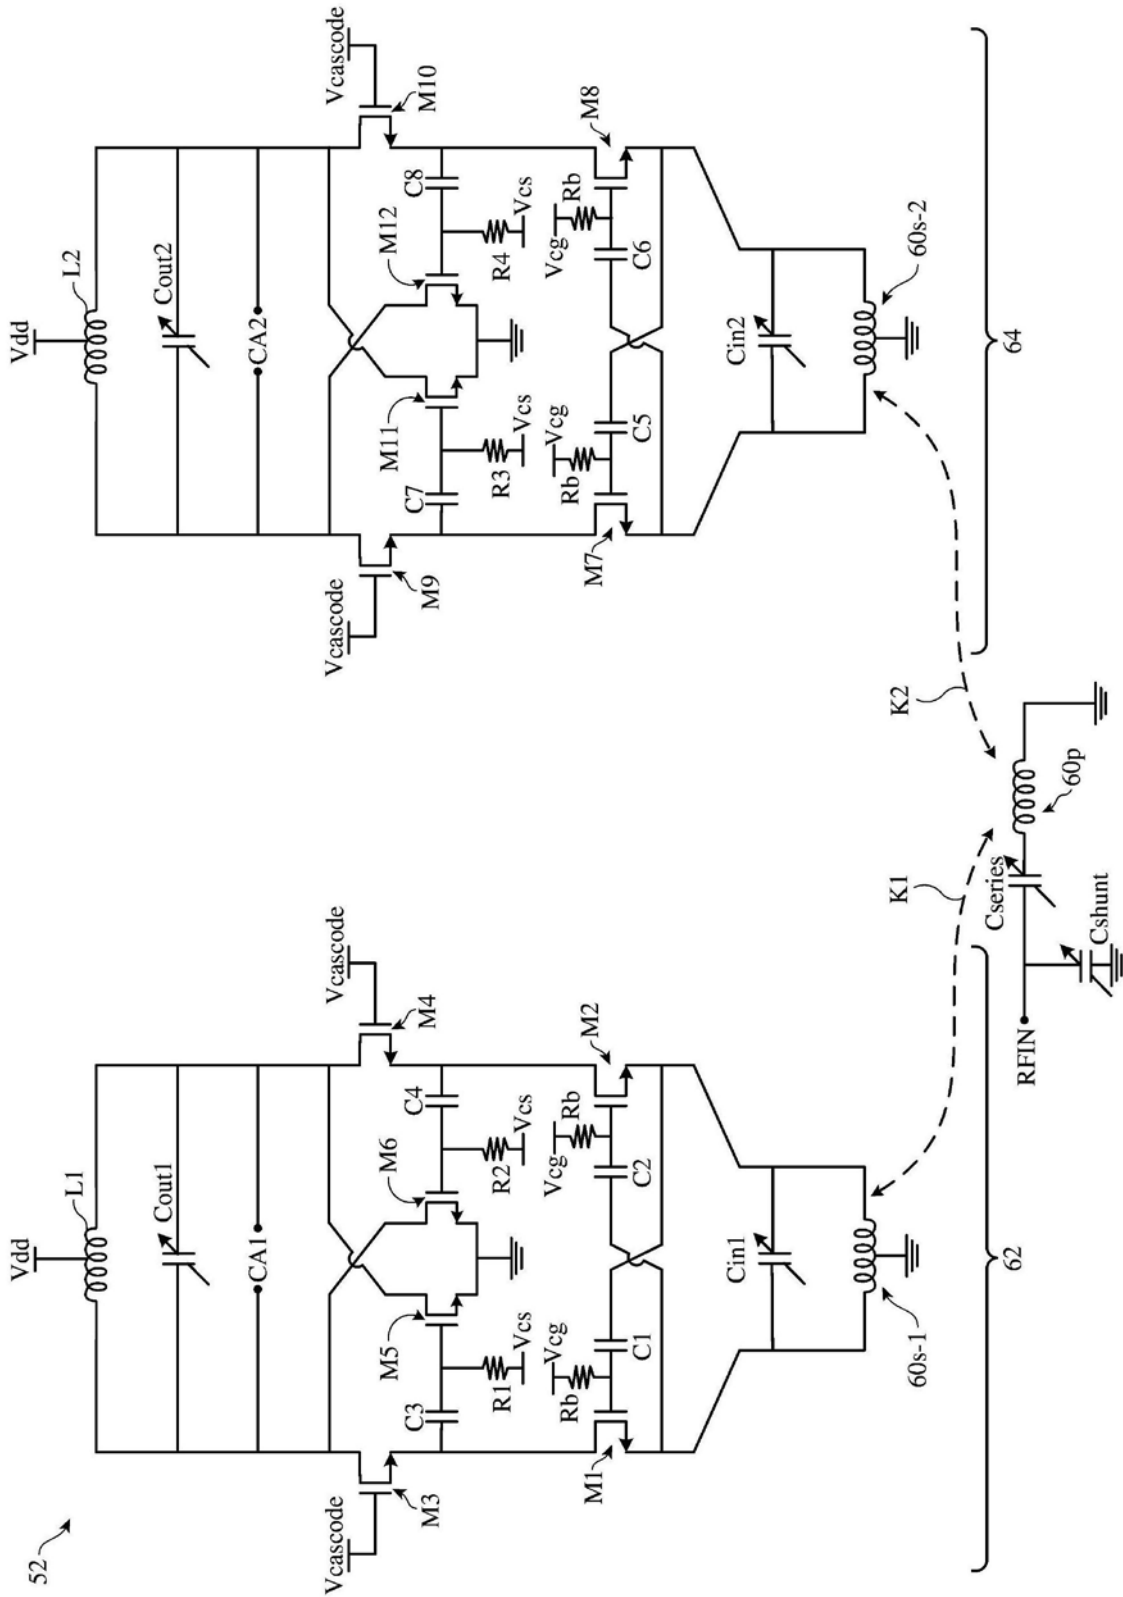 52
Vdd
L1
Cout1
CA1
Vcascode
M3
Vcascode
M4
C3
M5
M6
C4
R1
Vcs
R2
Vcs
Vcg
Rb
M1
C1
Vcg
Rb
M2
C2
Cin1
60s-1
62
Vdd
L2
Cout2
CA2
Vcascode
M9
Vcascode
M10
C7
M11
M12
C8
R3
Vcs
R4
Vcs
Vcg
Rb
M7
C5
Vcg
Rb
M8
C6
Cin2
60s-2
64
K1
K2
RFIN
Cseries
Cshunt
60p